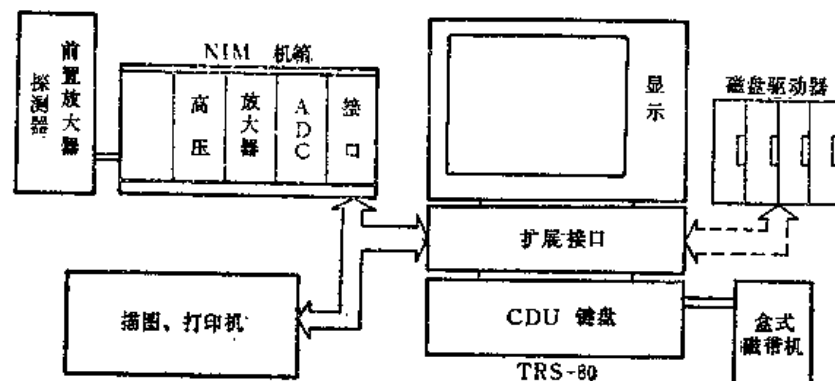 NIM 机箱
探测器
前置放大器
高压
放大器
ADC
接口
显示
磁盘驱动器
扩展接口
描图、打印机
CDU 键盘
盒式
磁带机
TRS-80